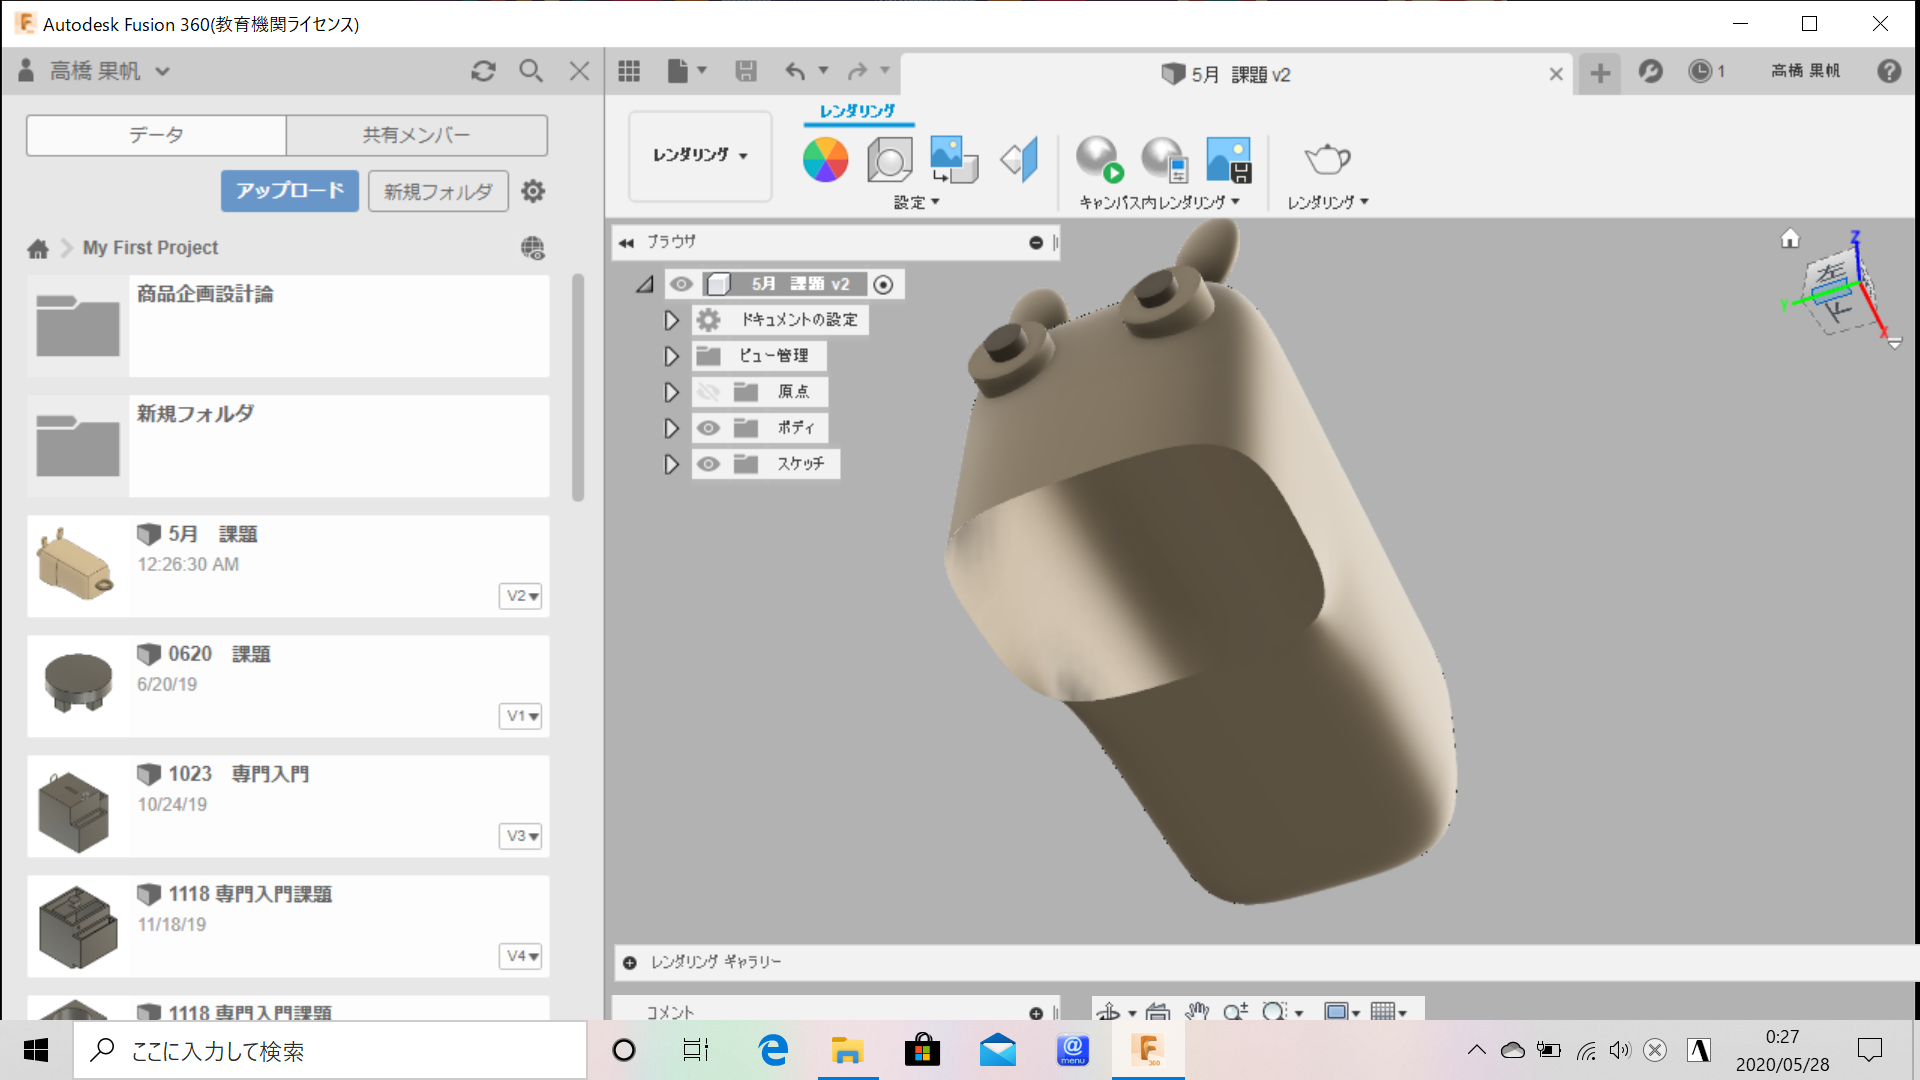 Autodesk Fusion 360(教育機関ライセンス)
高橋 果帆
5月 課題 v2
1
高橋 果帆
データ
共有メンバー
アップロード
新規フォルダ
My First Project
商品企画設計論
新規フォルダ
5月 課題
12:26:30 AM
V2
0620 課題
6/20/19
V1
1023 専門入門
10/24/19
V3
1118 専門入門課題
11/18/19
V4
1118 専門入門課題
レンダリング
レンダリング
設定
キャンバス内レンダリング
レンダリング
ブラウザ
5月 課題 v2
ドキュメントの設定
ビュー管理
原点
ボディ
スケッチ
Z
左
下
Y
X
レンダリング ギャラリー
コメント
ここに入力して検索
@
menu
F
360
A
0:27
2020/05/28